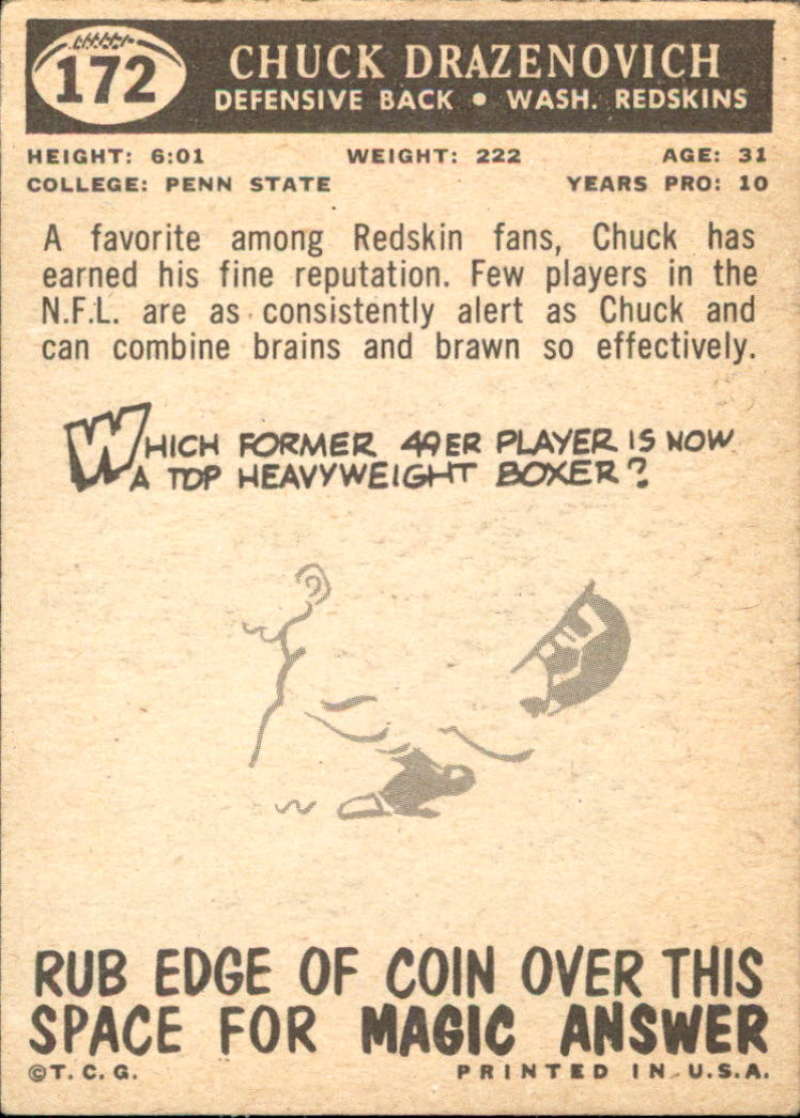 172
CHUCK DRAZENOVICH
DEFENSIVE BACK • WASH. REDSKINS
HEIGHT: 6:01 WEIGHT: 222 AGE: 31
COLLEGE: PENN STATE YEARS PRO: 10
A favorite among Redskin fans, Chuck has
earned his fine reputation. Few players in the
N.F.L. are as consistently alert as Chuck and
can combine brains and brawn so effectively.
WHICH FORMER 49ER PLAYER IS NOW
A TOP HEAVYWEIGHT BOXER?
RUB EDGE OF COIN OVER THIS
SPACE FOR MAGIC ANSWER
©T. C. G. PRINTED IN U.S.A.